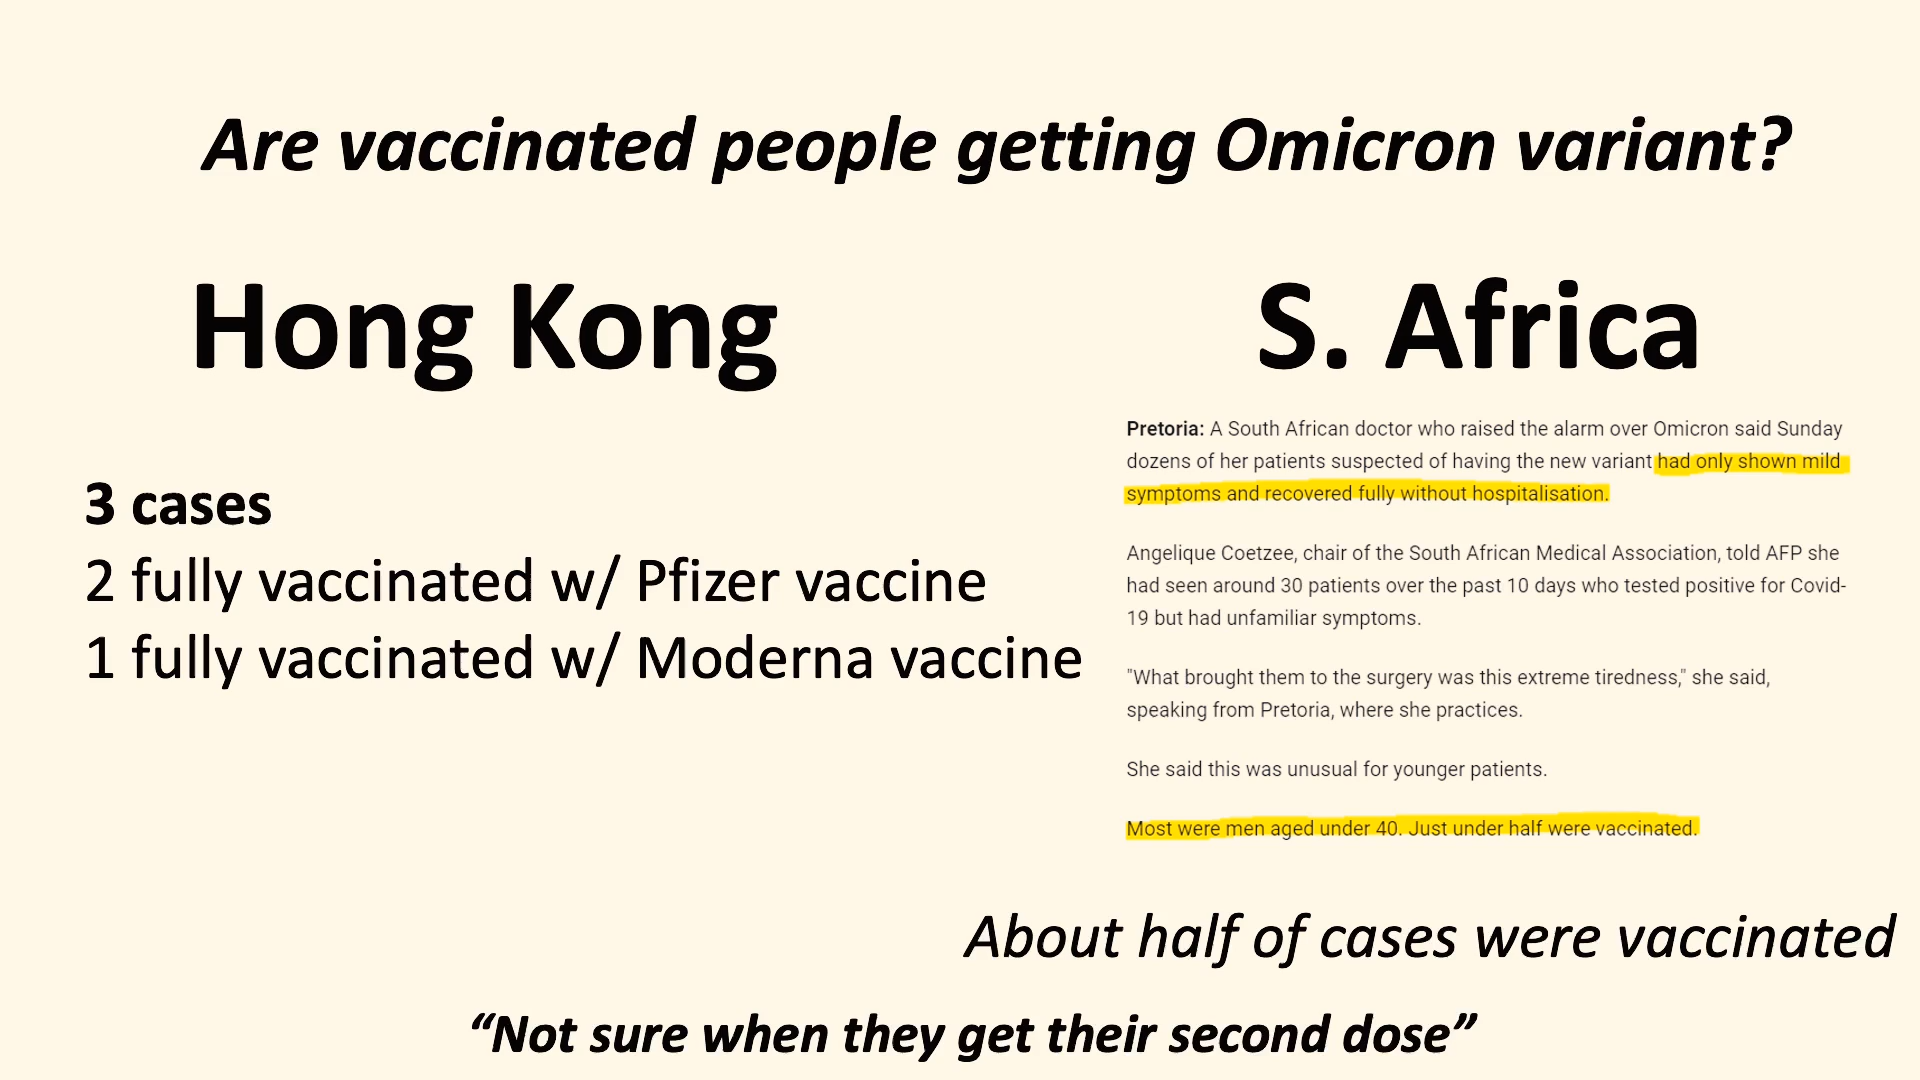 Are vaccinated people getting Omicron variant?
Hong Kong
3 cases
2 fully vaccinated w/ Pfizer vaccine
1 fully vaccinated w/ Moderna vaccine
S. Africa
Pretoria: A South African doctor who raised the alarm over Omicron said Sunday
dozens of her patients suspected of having the new variant had only shown mild
symptoms and recovered fully without hospitalisation.
Angelique Coetzee, chair of the South African Medical Association, told AFP she
had seen around 30 patients over the past 10 days who tested positive for Covid-
19 but had unfamiliar symptoms.
"What brought them to the surgery was this extreme tiredness," she said,
speaking from Pretoria, where she practices.
She said this was unusual for younger patients.
Most were men aged under 40. Just under half were vaccinated.
About half of cases were vaccinated
“Not sure when they get their second dose”